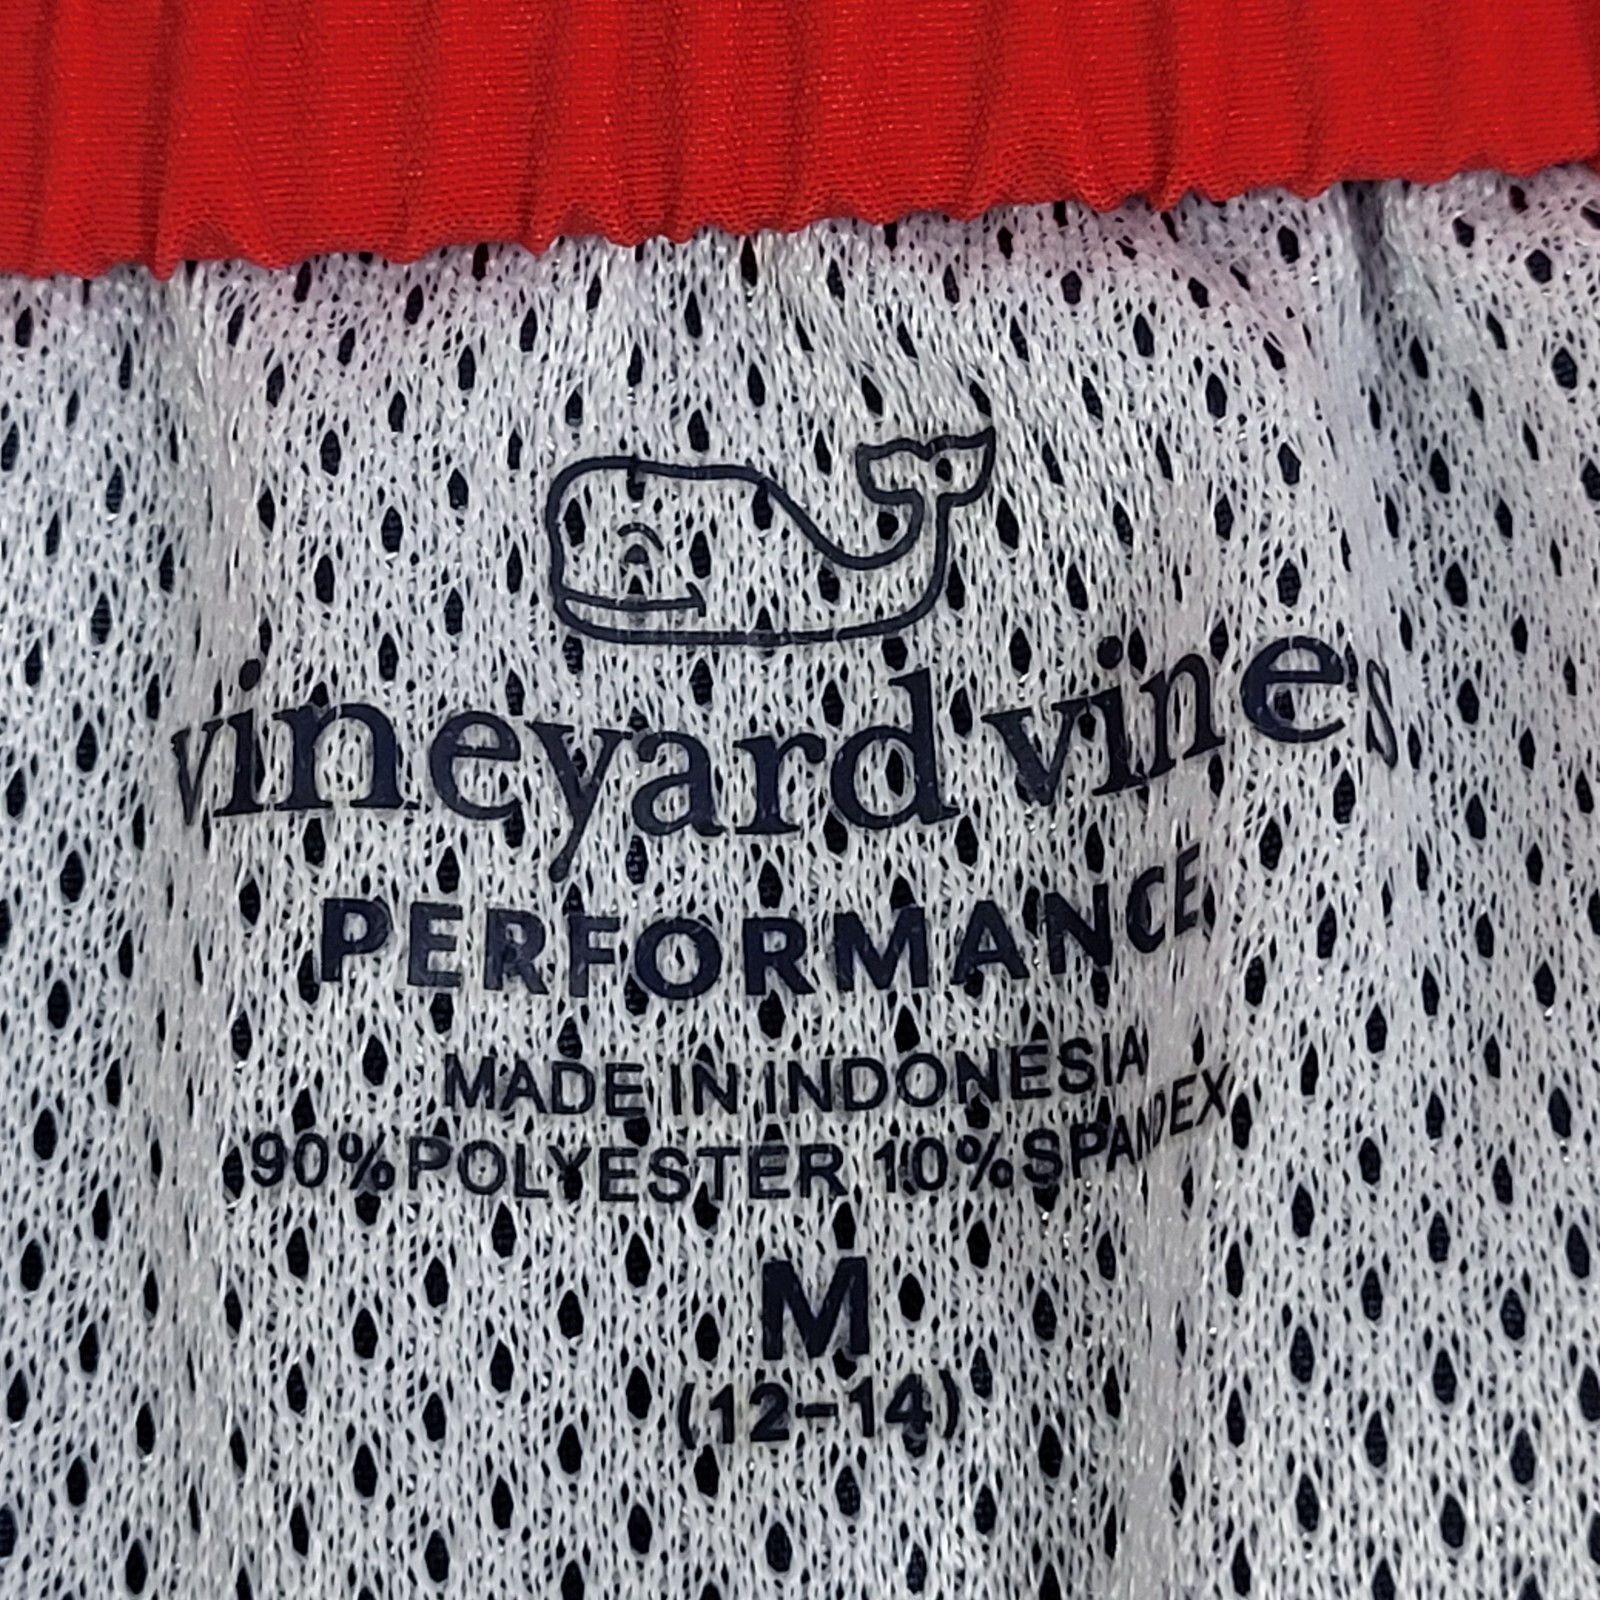 vineyard vines
PERFORMANCE
MADE IN INDONESIA
90% POLYESTER 10% SPANDEX
M
(12-14)